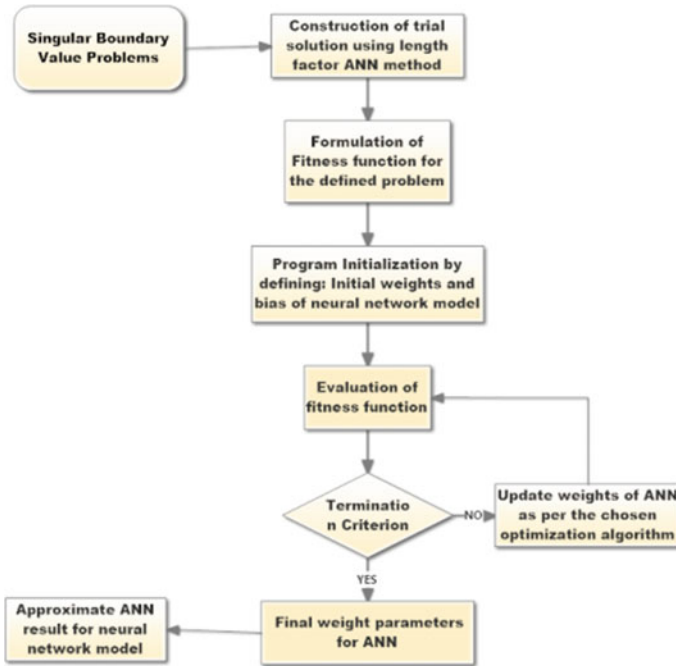 Singular Boundary
Value Problems
Construction of trial
solution using length
factor ANN method
Formulation of
Fitness function for
the defined problem
Program Initialization by
defining: Initial weights and
bias of neural network model
Evaluation of
fitness function
Terminatio
n Criterion
NO
Update weights of ANN
as per the chosen
optimization algorithm
YES
Final weight parameters
for ANN
Approximate ANN
result for neural
network model